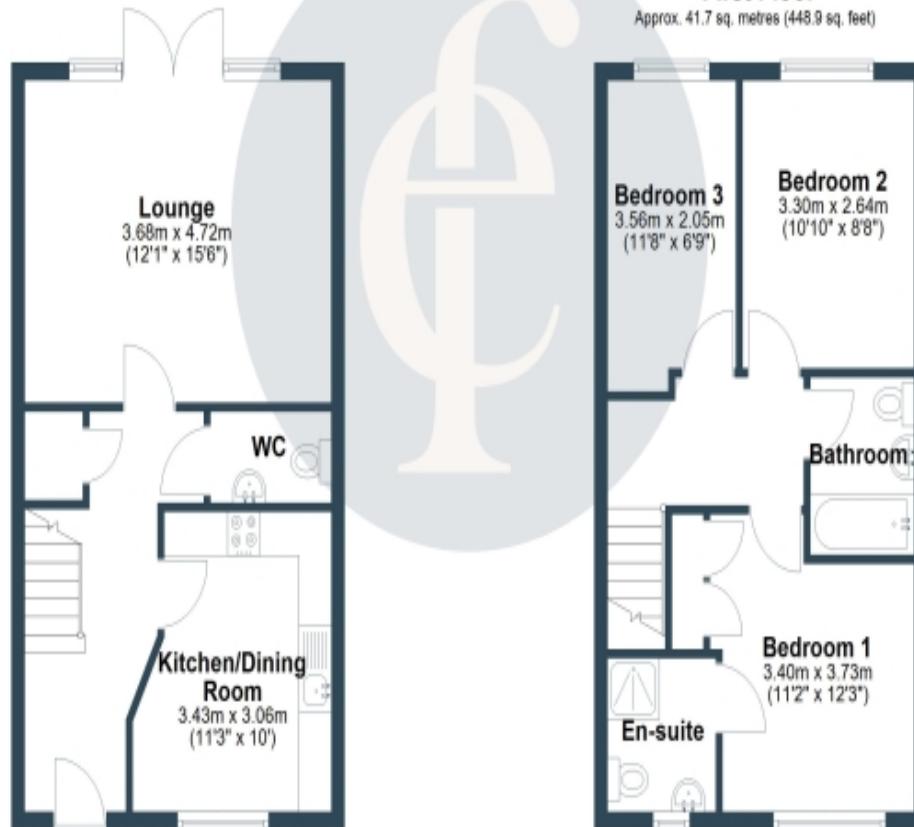 Approx. 41.7 sq. metres (448.9 sq. feet)
Lounge
3.68m x 4.72m
(12'1" x 15'6")
WC
Kitchen/Dining
Room
3.43m x 3.06m
(11'3" x 10')
Bedroom 3
3.56m x 2.05m
(11'8" x 6'9")
Bedroom 2
3.30m x 2.64m
(10'10" x 8'8")
Bathroom
Bedroom 1
3.40m x 3.73m
(11'2" x 12'3")
En-suite